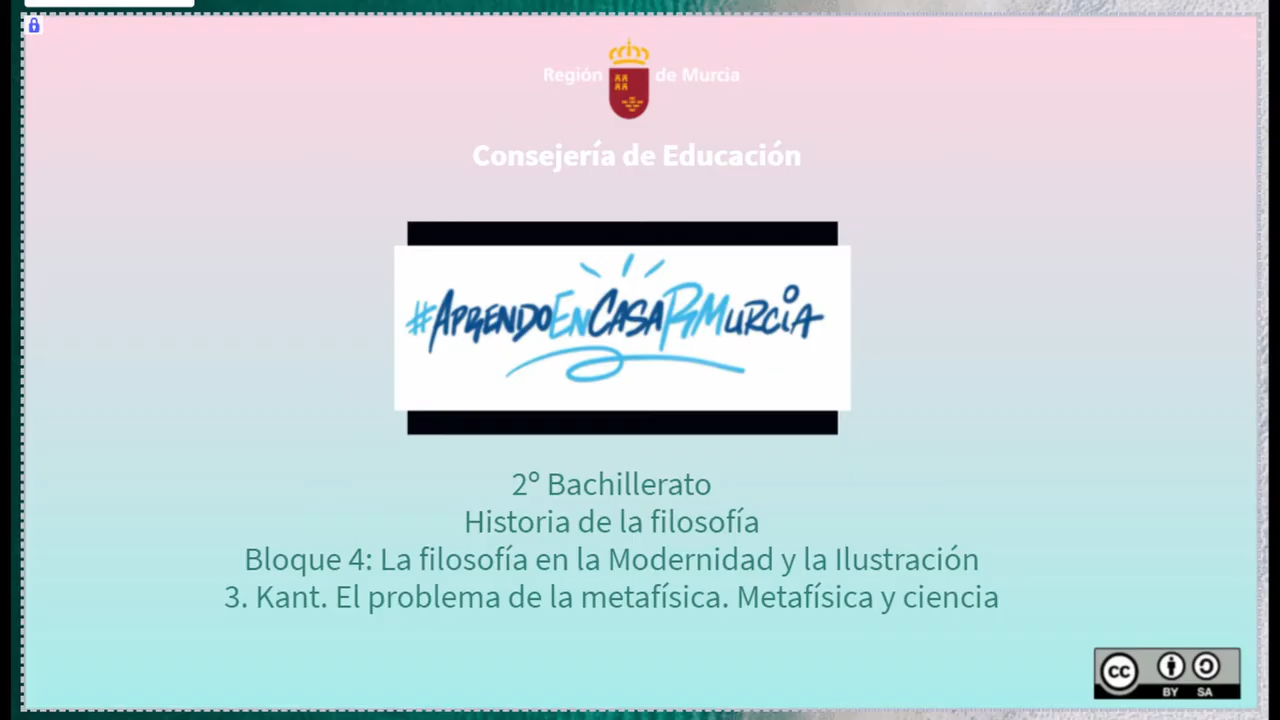 Región de Murcia
Consejería de Educación
#AprendoEnCasaRMurcia
2º Bachillerato
Historia de la filosofía
Bloque 4: La filosofía en la Modernidad y la Ilustración
3. Kant. El problema de la metafísica. Metafísica y ciencia
cc
BY SA